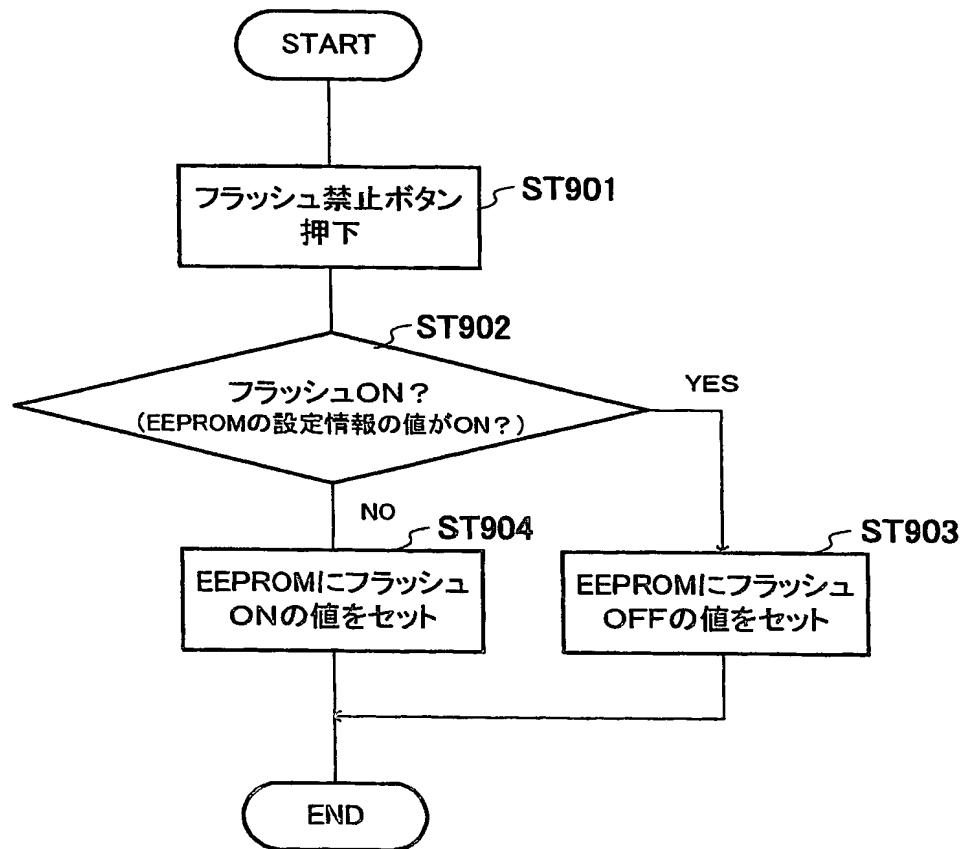 START
フラッシュ禁止ボタン
押下
ST901
ST902
フラッシュON?
(EEPROMの設定情報の値がON?)
YES
NO
ST904
EEPROMにフラッシュ
ONの値をセット
ST903
EEPROMにフラッシュ
OFFの値をセット
END